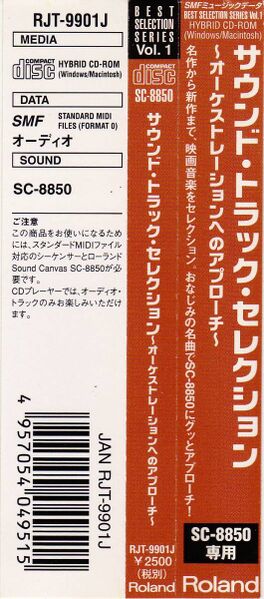 RJT-9901J
MEDIA
COMPACT
disc
HYBRID CD-ROM
(Windows/Macintosh)
DATA
SMF
STANDARD MIDI
FILES (FORMAT 0)
オーディオ
SOUND
SC-8850
ご注意
この商品をお使いになるため
には、スタンダードMIDIファイル
対応のシーケンサーとローランド
Sound Canvas SC-8850が必
要です。
CDプレーヤーでは、オーディオ・
トラックのみお楽しみいただけ
ます。
4957054049515
JAN RJT-9901J
BEST
SELECTION
SERIES
Vol. 1
COMPACT
disc
SC-8850
サウンド・トラック・セレクション
～オーケストレーションへのアプローチ～
RJT-9901J
￥2500
(税別)
Roland
SMFミュージックデータ
BEST SELECTION SERIES Vol.1
HYBRID CD-ROM
(Windows/Macintosh)
サウンド・トラック・セレクション
～オーケストレーションへのアプローチ～
名作から新作まで、映画音楽をセレクション。おなじみの名曲でSC-8850にグッとアプローチ！
SC-8850
専用
Roland